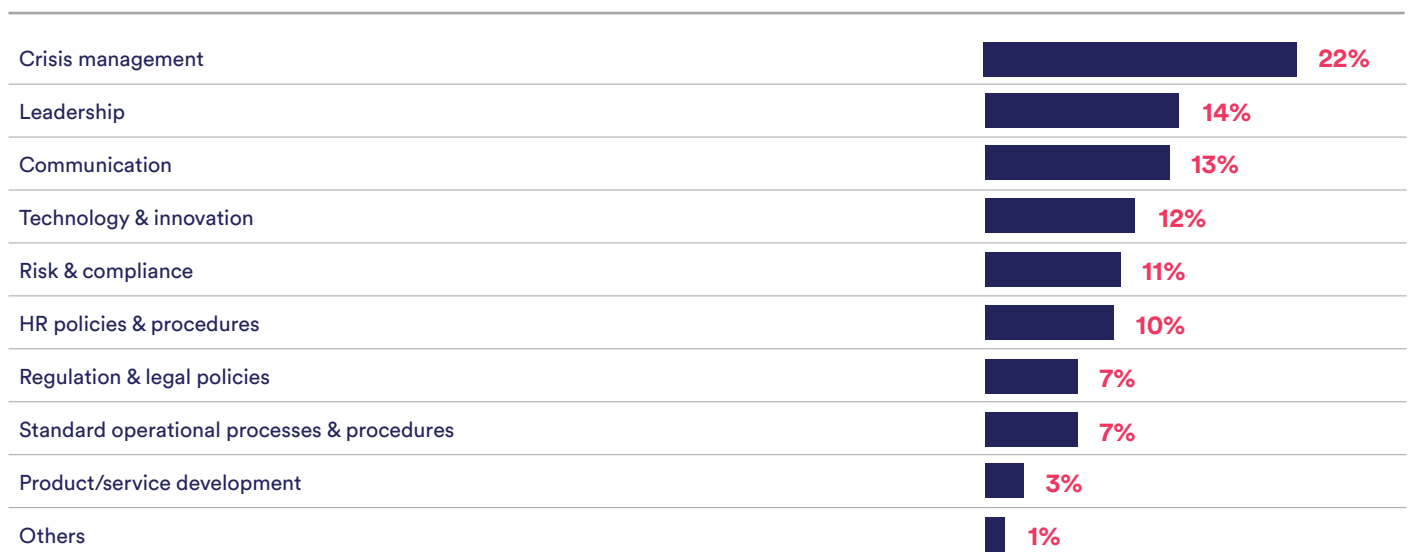 Crisis management 22%
Leadership 14%
Communication 13%
Technology & innovation 12%
Risk & compliance 11%
HR policies & procedures 10%
Regulation & legal policies 7%
Standard operational processes & procedures 7%
Product/service development 3%
Others 1%